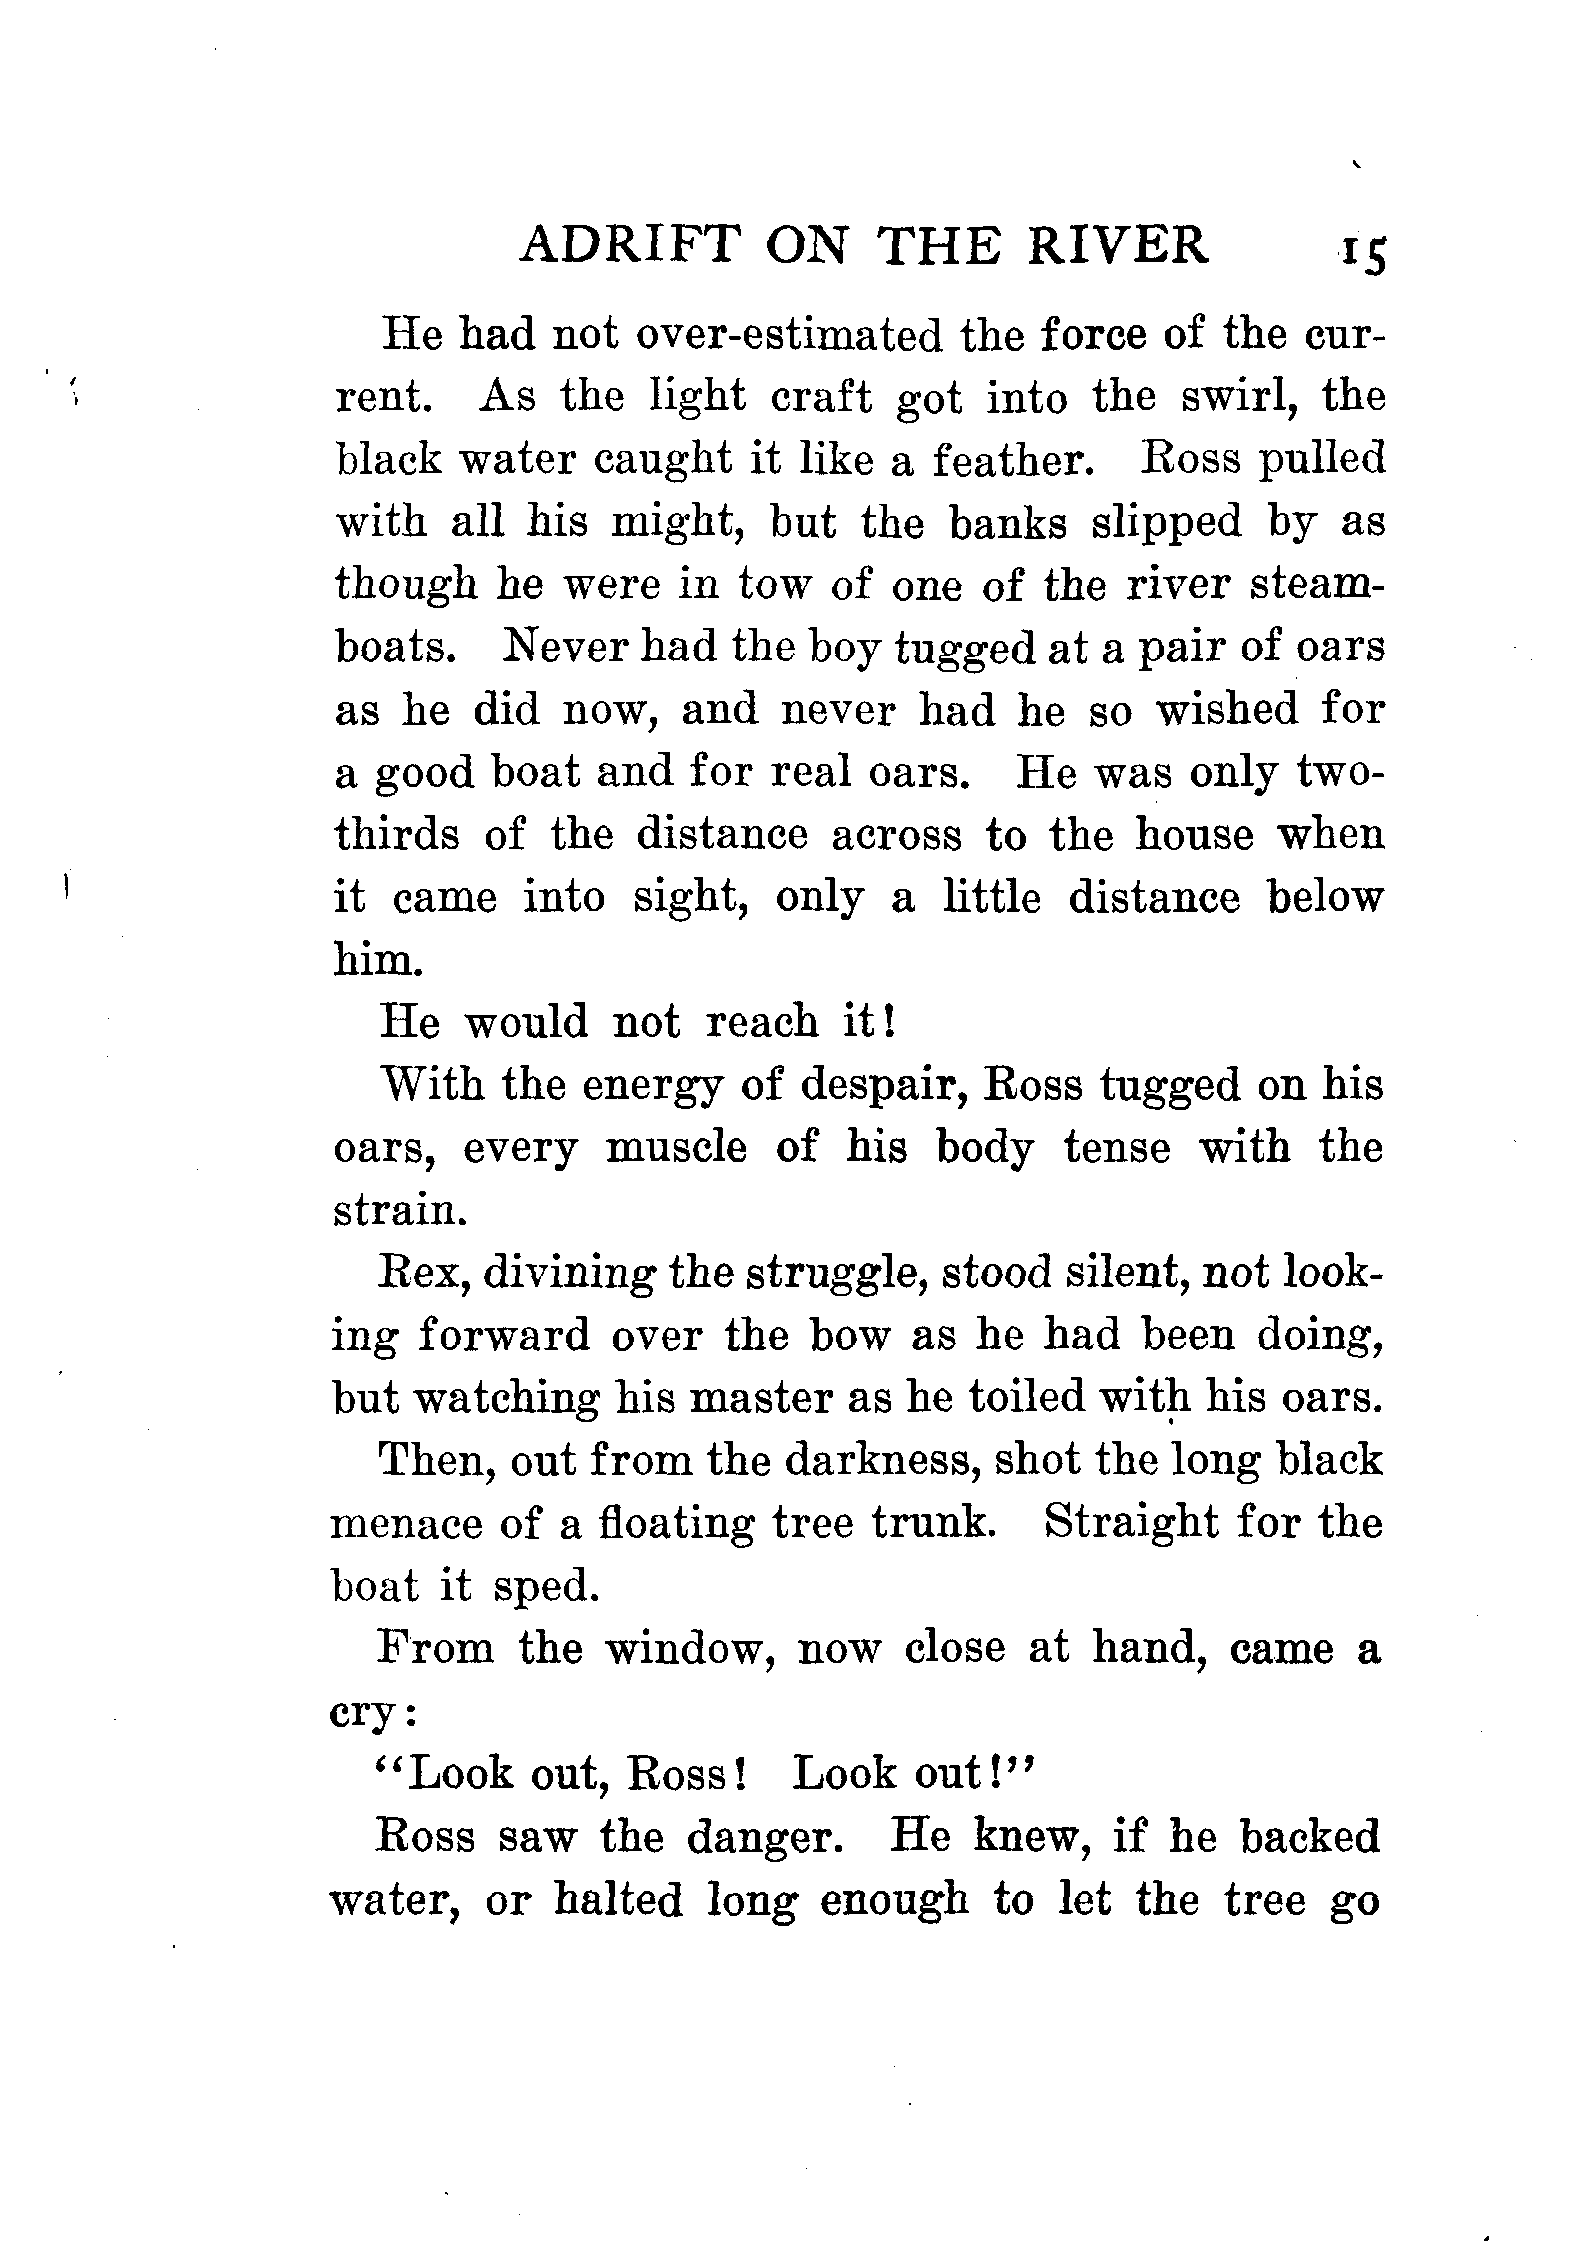 ADRIFT ON THE RIVER 15
He had not over-estimated the force of the cur-
rent. As the light craft got into the swirl, the
black water caught it like a feather. Ross pulled
with all his might, but the banks slipped by as
though he were in tow of one of the river steam-
boats. Never had the boy tugged at a pair of oars
as he did now, and never had he so wished for
a good boat and for real oars. He was only two-
thirds of the distance across to the house when
it came into sight, only a little distance below
him.
He would not reach it!
With the energy of despair, Ross tugged on his
oars, every muscle of his body tense with the
strain.
Rex, divining the struggle, stood silent, not look-
ing forward over the bow as he had been doing,
but watching his master as he toiled with his oars.
Then, out from the darkness, shot the long black
menace of a floating tree trunk. Straight for the
boat it sped.
From the window, now close at hand, came a
cry:
"Look out, Ross! Look out!"
Ross saw the danger. He knew, if he backed
water, or halted long enough to let the tree go